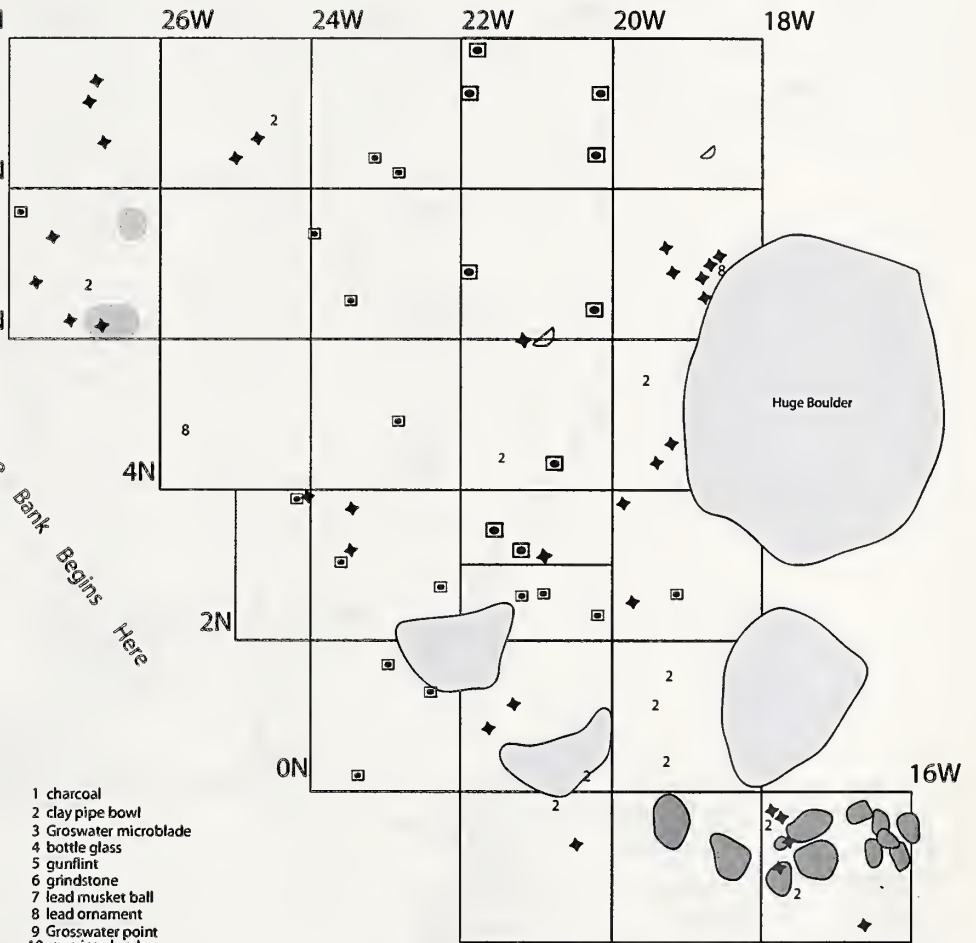 26W 24W 22W 20W 18W
2
2
8
2
Huge Boulder
8
2
4N
Bank Begins Here
2N
2
2
0N
2
2
16W
2
2
1 charcoal
2 clay pipe bowl
3 Groswater microblade
4 bottle glass
5 gunflint
6 grindstone
7 lead musket ball
8 lead ornament
9 Grosswater point